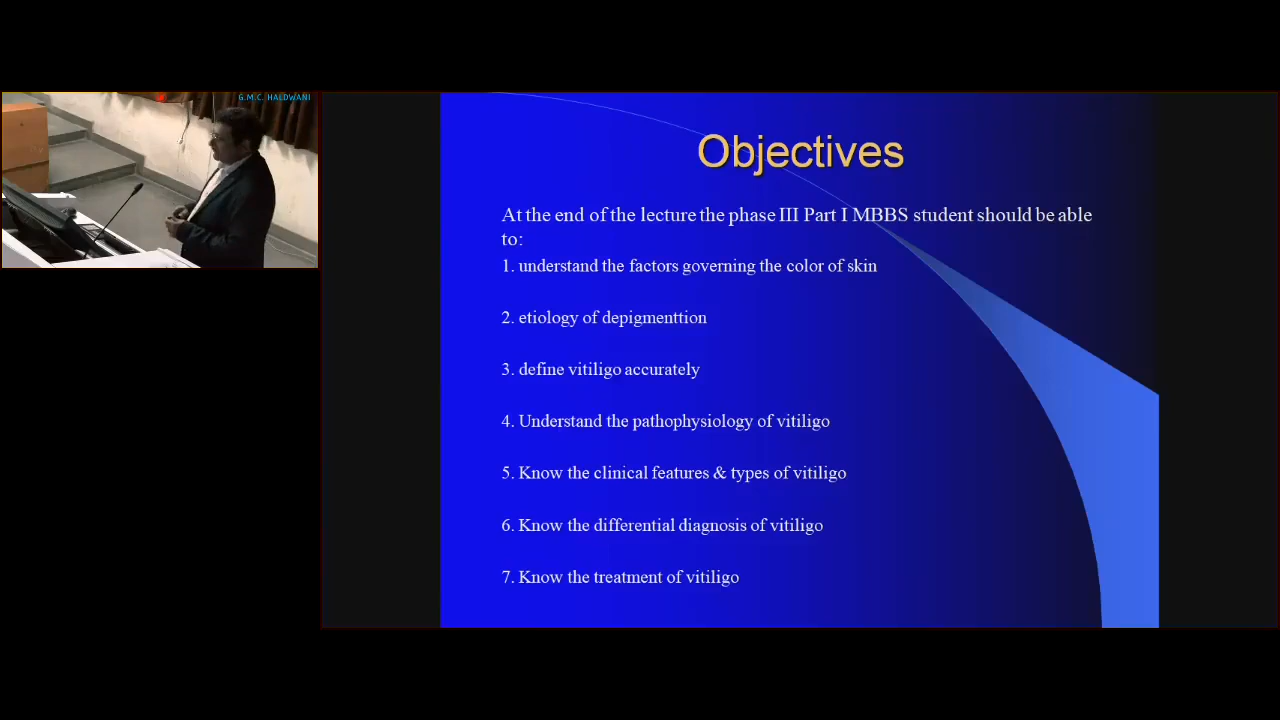 G.M.C. HALDWANI
Objectives
At the end of the lecture the phase III Part I MBBS student should be able
to:
1. understand the factors governing the color of skin
2. etiology of depigmenttion
3. define vitiligo accurately
4. Understand the pathophysiology of vitiligo
5. Know the clinical features & types of vitiligo
6. Know the differential diagnosis of vitiligo
7. Know the treatment of vitiligo